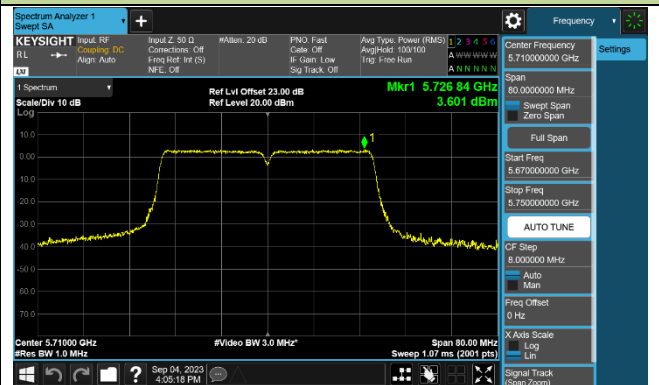 Spectrum Analyzer 1
Swept SA
Frequency
KEYSIGHT
RL
LXI
Input: RF
Coupling: DC
Align: Auto
Input Z: 50 Ω
Corrections: Off
Freq Ref: Int (S)
NFE: Off
#Atten: 20 dB
PNO: Fast
Gate: Off
IF Gain: Low
Sig Track: Off
Avg Type: Power (RMS)
Avg|Hold: 100/100
Trig: Free Run
1 2 3 4 5 6
A W W W W W
A N N N N N
1 Spectrum
Scale/Div 10 dB
Log
Ref Lvl Offset 23.00 dB
Ref Level 20.00 dBm
Mkr1 5.726 84 GHz
3.601 dBm
10.0
0.00
-10.0
-20.0
-30.0
-40.0
-50.0
-60.0
-70.0
1
Center 5.71000 GHz
#Res BW 1.0 MHz
#Video BW 3.0 MHz*
Span 80.00 MHz
Sweep 1.07 ms (2001 pts)
Center Frequency
5.710000000 GHz
Settings
Span
80.0000000 MHz
Swept Span
Zero Span
Full Span
Start Freq
5.670000000 GHz
Stop Freq
5.750000000 GHz
AUTO TUNE
CF Step
8.000000 MHz
Auto
Man
Freq Offset
0 Hz
X Axis Scale
Log
Lin
Signal Track
(Span Zoom)
?
Sep 04, 2023
4:05:18 PM